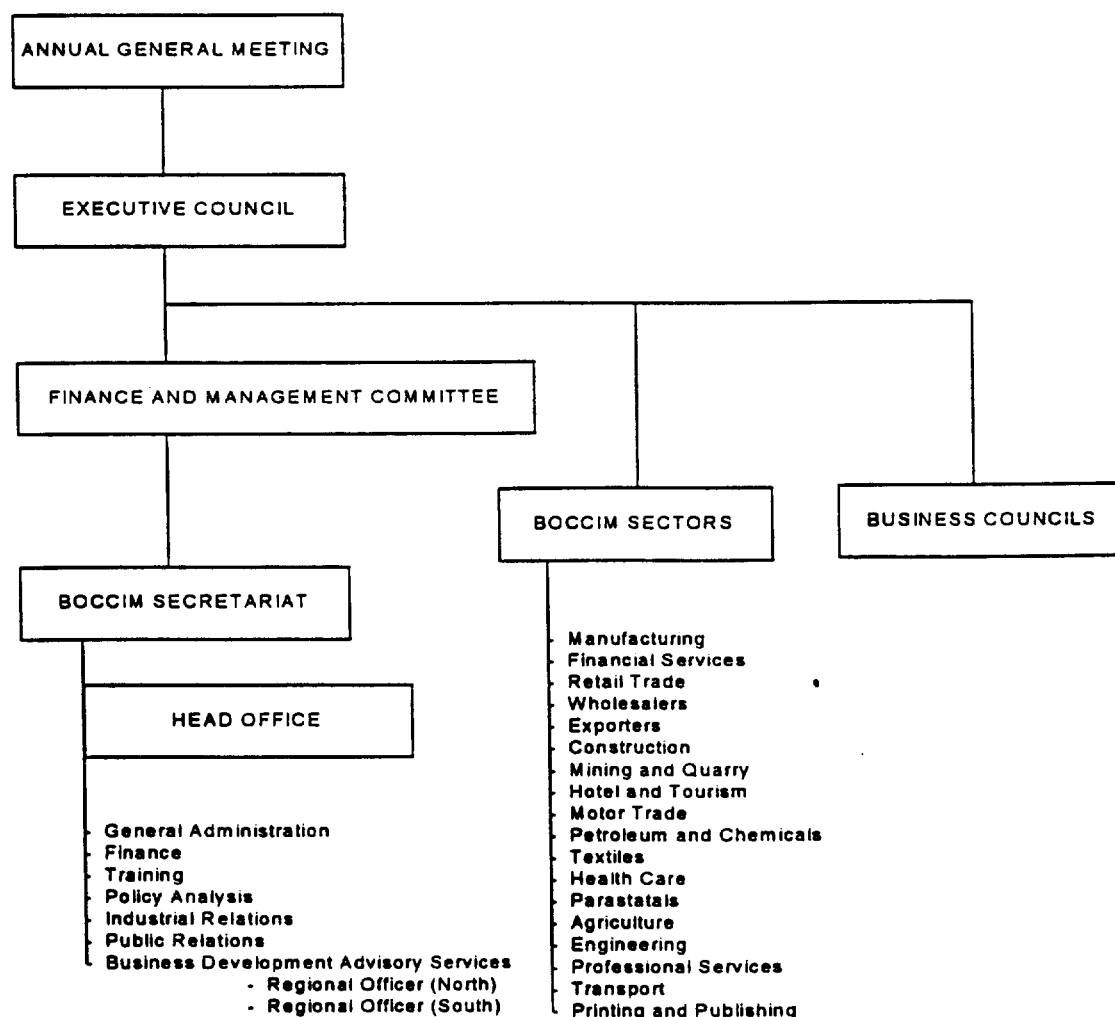 ANNUAL GENERAL MEETING
EXECUTIVE COUNCIL
FINANCE AND MANAGEMENT COMMITTEE
BOCCIM SECTORS
BUSINESS COUNCILS
BOCCIM SECRETARIAT
HEAD OFFICE
- General Administration
- Finance
- Training
- Policy Analysis
- Industrial Relations
- Public Relations
- Business Development Advisory Services
- Regional Officer (North)
- Regional Officer (South)
- Manufacturing
- Financial Services
- Retail Trade
- Wholesalers
- Exporters
- Construction
- Mining and Quarry
- Hotel and Tourism
- Motor Trade
- Petroleum and Chemicals
- Textiles
- Health Care
- Parastatals
- Agriculture
- Engineering
- Professional Services
- Transport
- Printing and Publishing